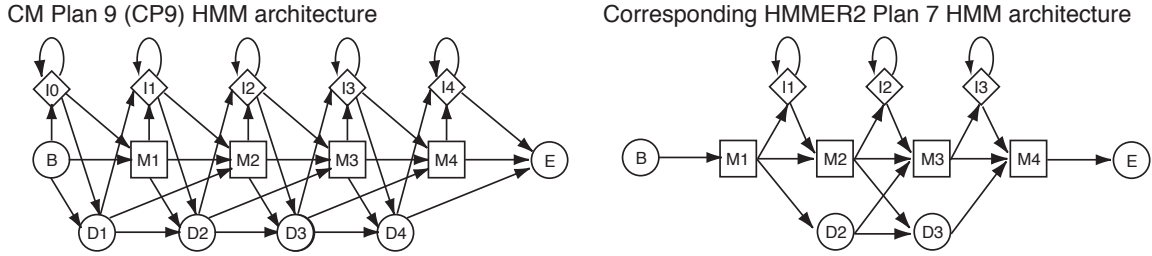 CM Plan 9 (CP9) HMM architecture
I0 I1 I2 I3 I4
B M1 M2 M3 M4 E
D1 D2 D3 D4
Corresponding HMMER2 Plan 7 HMM architecture
I1 I2 I3
B M1 M2 M3 M4 E
D2 D3